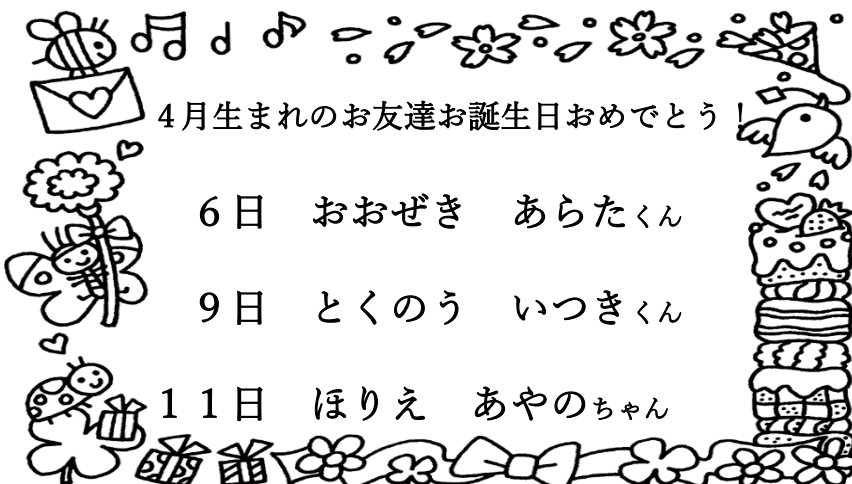 ４月生まれのお友達お誕生日おめでとう！
６日　おおぜき　あらたくん
９日　とくのう　いつきくん
１１日　ほりえ　あやのちゃん